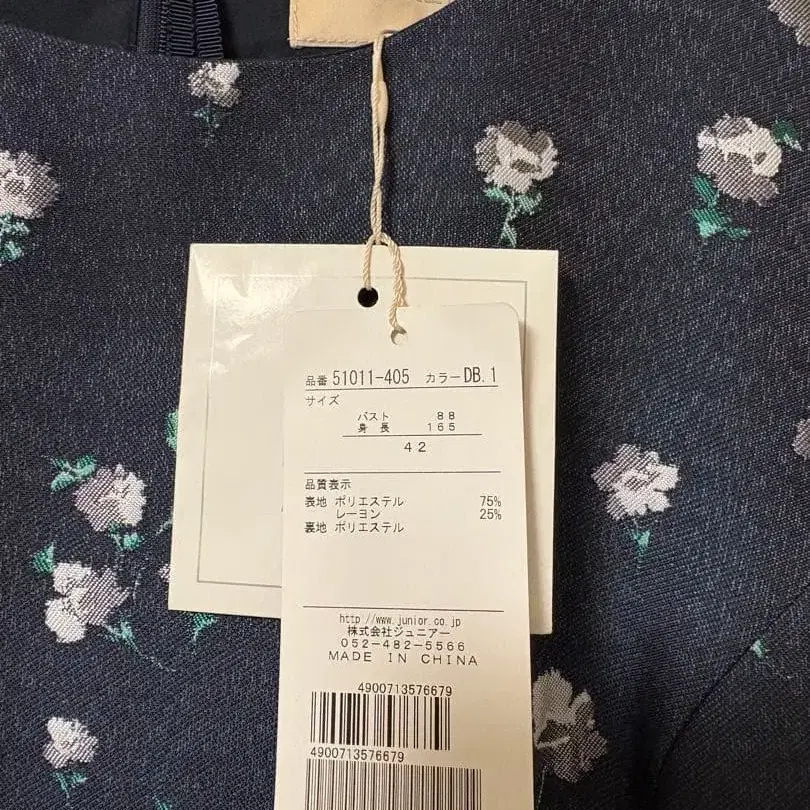 品番 51011-405 カラー DB.1
サイズ
バスト 88
身長 165
42
品質表示
表地 ポリエステル 75%
レーヨン 25%
裏地 ポリエステル
http://www.junior.co.jp
株式会社ジュニアー
052-482-5566
MADE IN CHINA
4900713576679
4900713576679